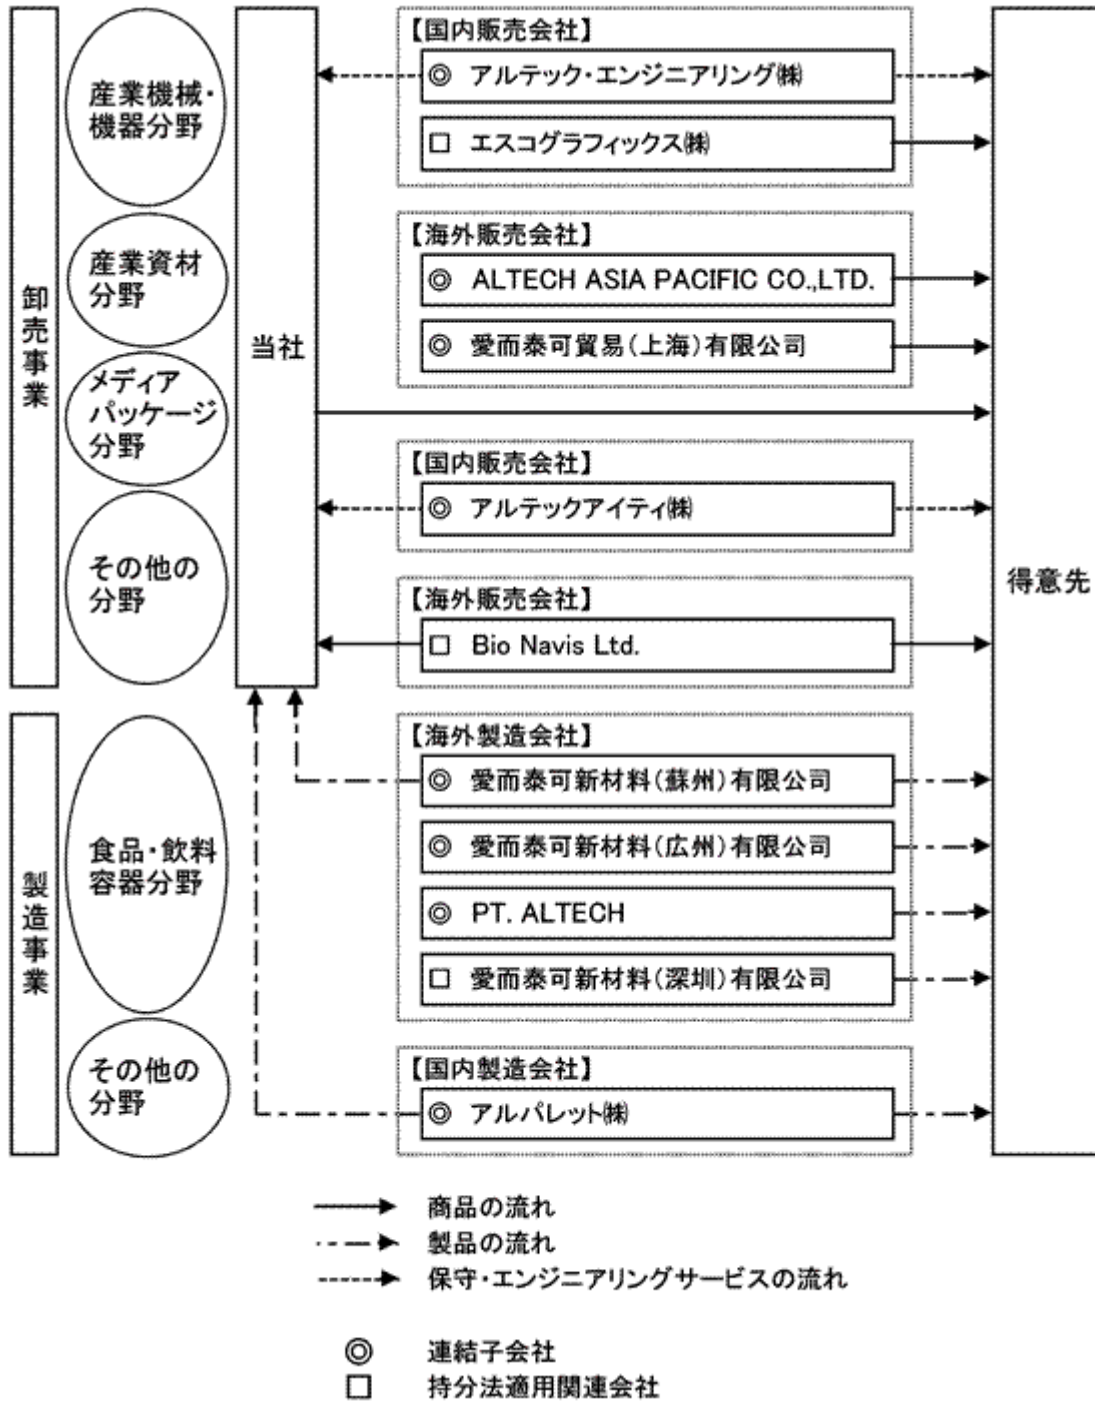 卸売事業
産業機械・
機器分野
産業資材
分野
メディア
パッケージ
分野
その他の
分野
当社
【国内販売会社】
◎ アルテック・エンジニアリング㈱
□ エスコグラフィックス㈱
【海外販売会社】
◎ ALTECH ASIA PACIFIC CO.,LTD.
◎ 愛而泰可貿易(上海)有限公司
【国内販売会社】
◎ アルテックアイティ㈱
【海外販売会社】
□ Bio Navis Ltd.
得意先
製造事業
食品・飲料
容器分野
その他の
分野
【海外製造会社】
◎ 愛而泰可新材料(蘇州)有限公司
◎ 愛而泰可新材料(広州)有限公司
◎ PT. ALTECH
□ 愛而泰可新材料(深圳)有限公司
【国内製造会社】
◎ アルパレット㈱
商品の流れ
製品の流れ
保守・エンジニアリングサービスの流れ
◎ 連結子会社
□ 持分法適用関連会社